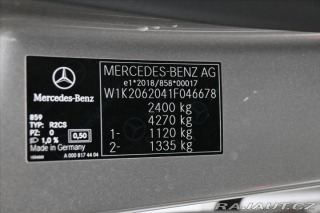 MERCEDES-BENZ AG
e1*2018/858*00017
W1K2062041F046678
2400 kg
4270 kg
1- 1120 kg
2- 1335 kg
Mercedes-Benz
859
TYP: R2CS
PZ: 0
1,0 %
0,50
Made in Germany
A 000 817 44 04
RAJAUT.CZ